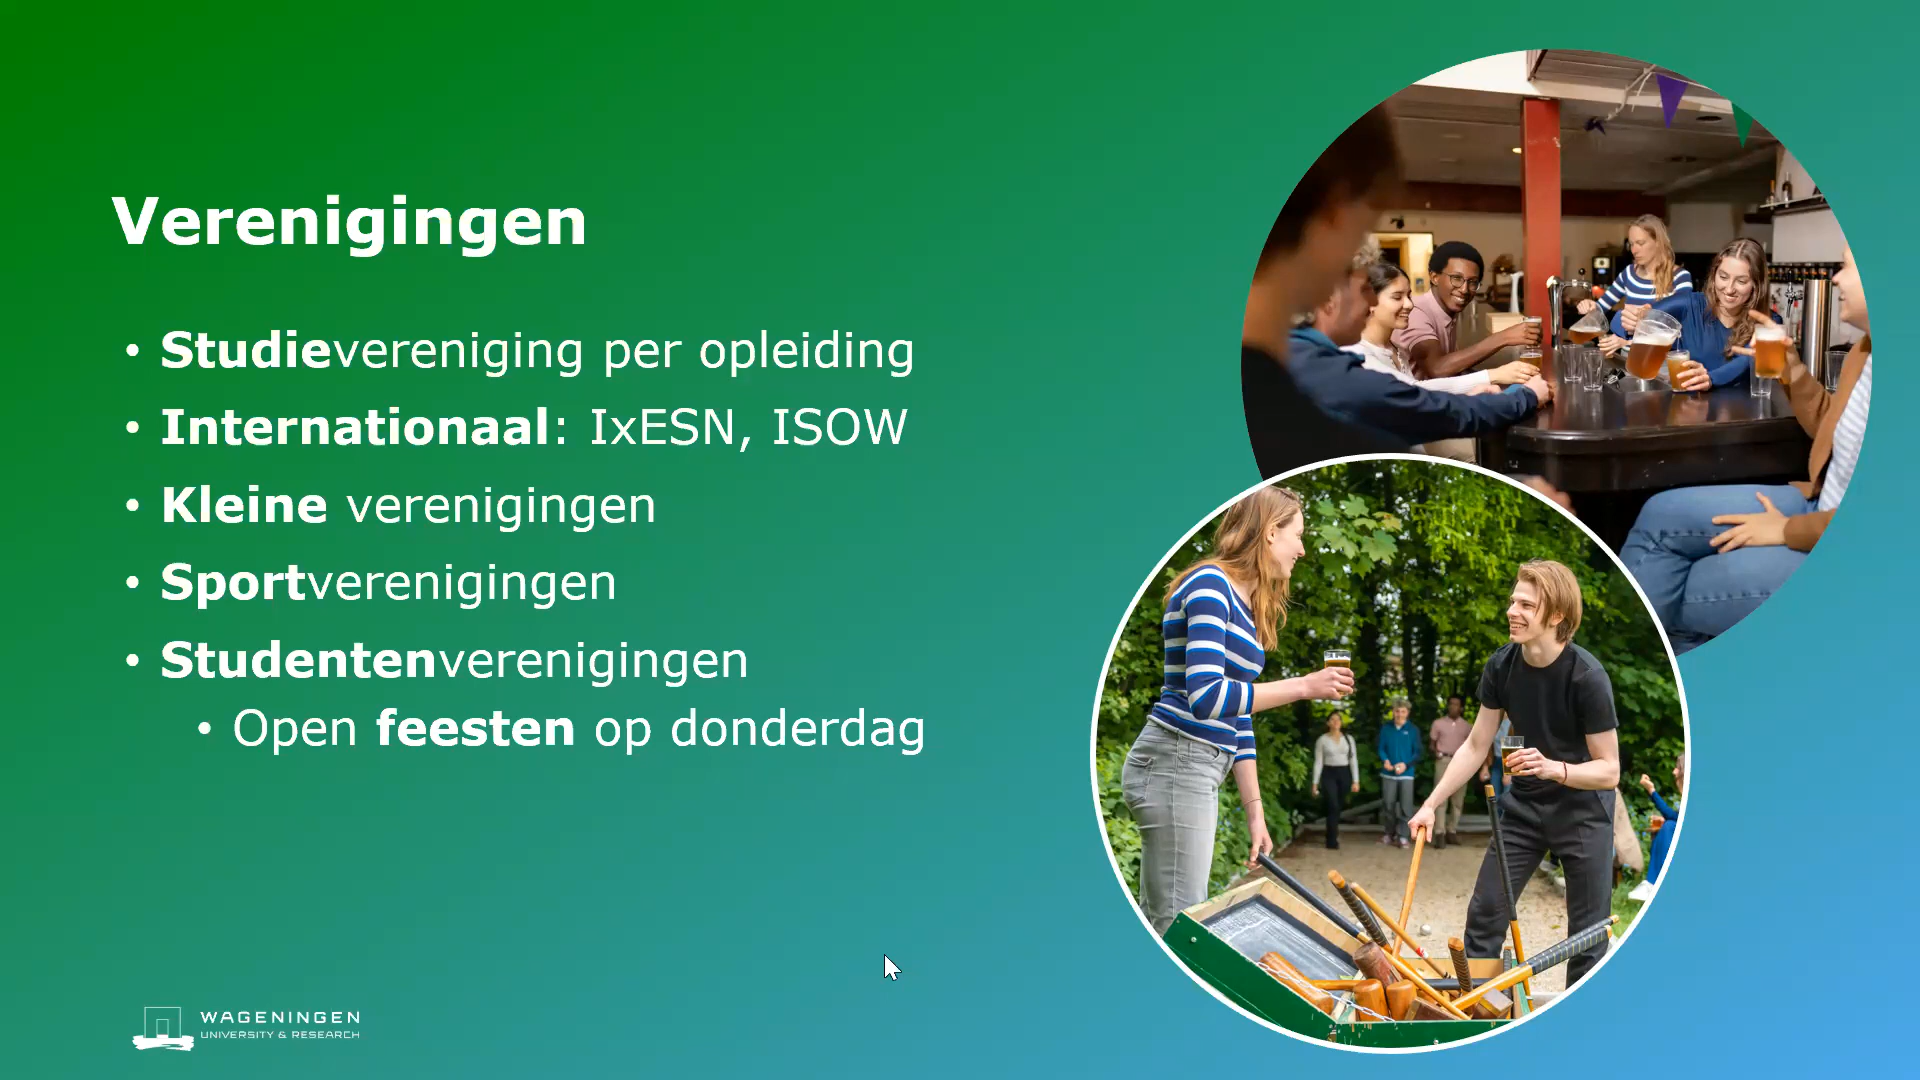 Verenigingen
• Studievereniging per opleiding
• Internationaal: IxESN, ISOW
• Kleine verenigingen
• Sportverenigingen
• Studentenverenigingen
• Open feesten op donderdag
WAGENINGEN
UNIVERSITY & RESEARCH